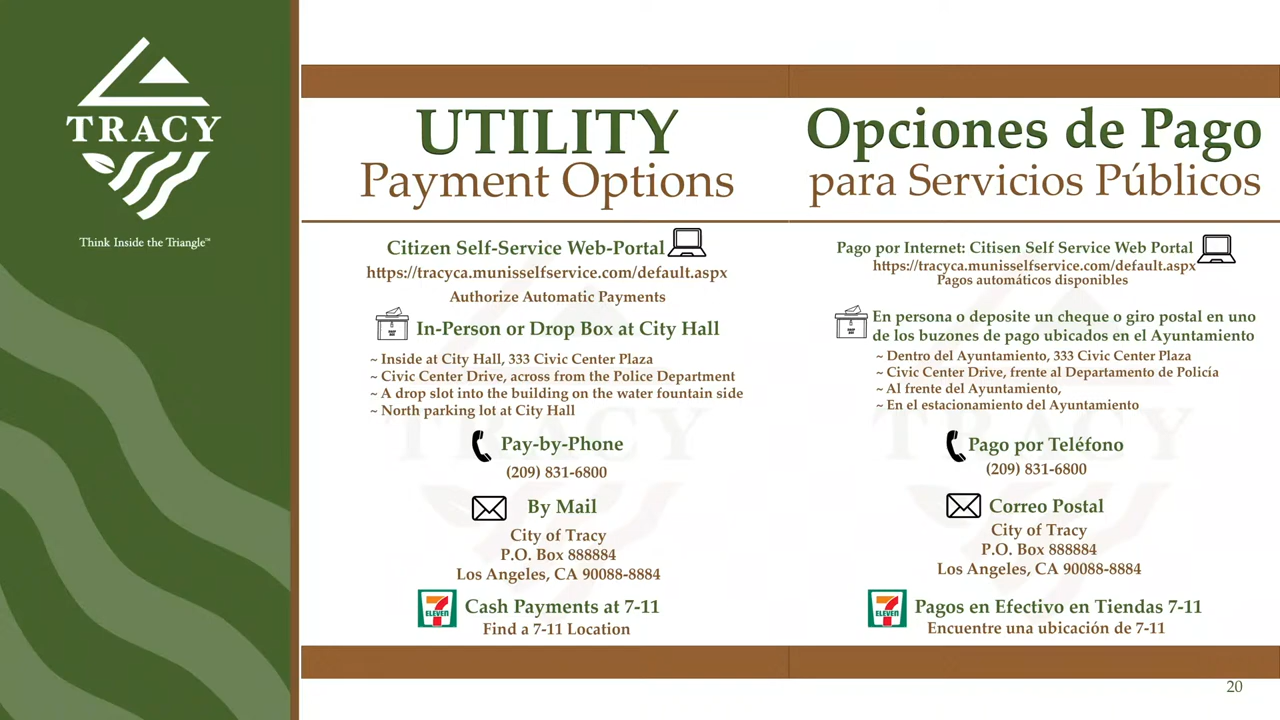 TRACY
Think Inside the Triangle™
UTILITY
Payment Options
Citizen Self-Service Web-Portal
https://tracyca.munisselfservice.com/default.aspx
Authorize Automatic Payments
In-Person or Drop Box at City Hall
~ Inside at City Hall, 333 Civic Center Plaza
~ Civic Center Drive, across from the Police Department
~ A drop slot into the building on the water fountain side
~ North parking lot at City Hall
Pay-by-Phone
(209) 831-6800
By Mail
City of Tracy
P.O. Box 888884
Los Angeles, CA 90088-8884
7 ELEVEN
Cash Payments at 7-11
Find a 7-11 Location
Opciones de Pago
para Servicios Públicos
Pago por Internet: Citisen Self Service Web Portal
https://tracyca.munisselfservice.com/default.aspx
Pagos automáticos disponibles
En persona o deposite un cheque o giro postal en uno
de los buzones de pago ubicados en el Ayuntamiento
~ Dentro del Ayuntamiento, 333 Civic Center Plaza
~ Civic Center Drive, frente al Departamento de Policía
~ Al frente del Ayuntamiento,
~ En el estacionamiento del Ayuntamiento
Pago por Teléfono
(209) 831-6800
Correo Postal
City of Tracy
P.O. Box 888884
Los Angeles, CA 90088-8884
7 ELEVEN
Pagos en Efectivo en Tiendas 7-11
Encuentre una ubicación de 7-11
20